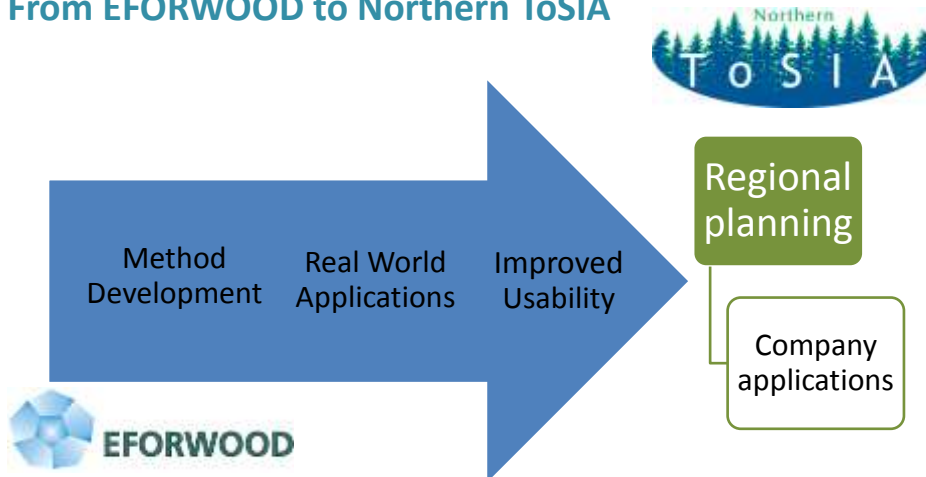 From EFORWOOD to Northern ToSIA
Northern
ToSIA
Regional
planning
Method
Development
Real World
Applications
Improved
Usability
Company
applications
EFORWOOD